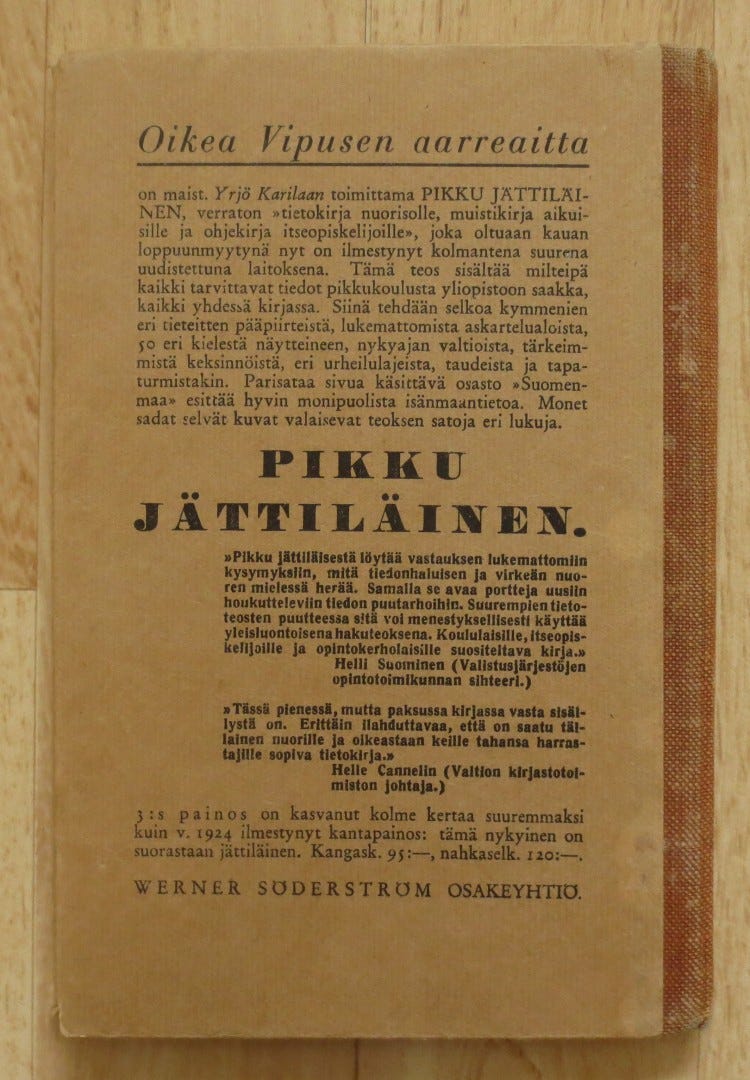 Oikea Vipusen aarreaitta
on maist. Yrjö Karilaan toimittama PIKKU JÄTTILÄI-
NEN, verraton »tietokirja nuorisolle, muistikirja aikui-
sille ja ohjekirja itseopiskelijoille», joka oltuaan kauan
loppuunmyytynä nyt on ilmestynyt kolmantena suurena
uudistettuna laitoksena. Tämä teos sisältää milteipä
kaikki tarvittavat tiedot pikkukoulusta yliopistoon saakka,
kaikki yhdessä kirjassa. Siinä tehdään selkoa kymmenien
eri tieteitten pääpiirteistä, lukemattomista askartelualoista,
50 eri kielestä näytteineen, nykyajan valtioista, tärkeim-
mistä keksinnöistä, eri urheilulajeista, taudeista ja tapa-
turmistakin. Parisataa sivua käsittävä osasto »Suomen-
maa» esittää hyvin monipuolista isänmaantietoa. Monet
sadat selvät kuvat valaisevat teoksen satoja eri lukuja.
PIKKU
JÄTTILÄINEN.
»Pikku jättiläisestä löytää vastauksen lukemattomiin
kysymyksiin, mitä tiedonhaluisen ja virkeän nuo-
ren mielessä herää. Samalla se avaa portteja uusiin
houkutteleviin tiedon puutarhoihin. Suurempien tieto-
teosten puutteessa sitä voi menestyksellisesti käyttää
yleisluontoisena hakuteoksena. Koululaisille, itseopis-
kelijoille ja opintokerholaisille suositeltava kirja.»
Helli Suominen (Valistusjärjestöjen
opintotoimikunnan sihteeri.)
»Tässä pienessä, mutta paksussa kirjassa vasta sisäl-
lystä on. Erittäin ilahduttavaa, että on saatu täl-
lainen nuorille ja oikeastaan keille tahansa harras-
tajille sopiva tietokirja.»
Helle Cannelin (Valtion kirjastotoi-
miston johtaja.)
3:s painos on kasvanut kolme kertaa suuremmaksi
kuin v. 1924 ilmestynyt kantapainos: tämä nykyinen on
suorastaan jättiläinen. Kangask. 95:—, nahkaselk. 120:—.
WERNER SÖDERSTRÖM OSAKEYHTIÖ.